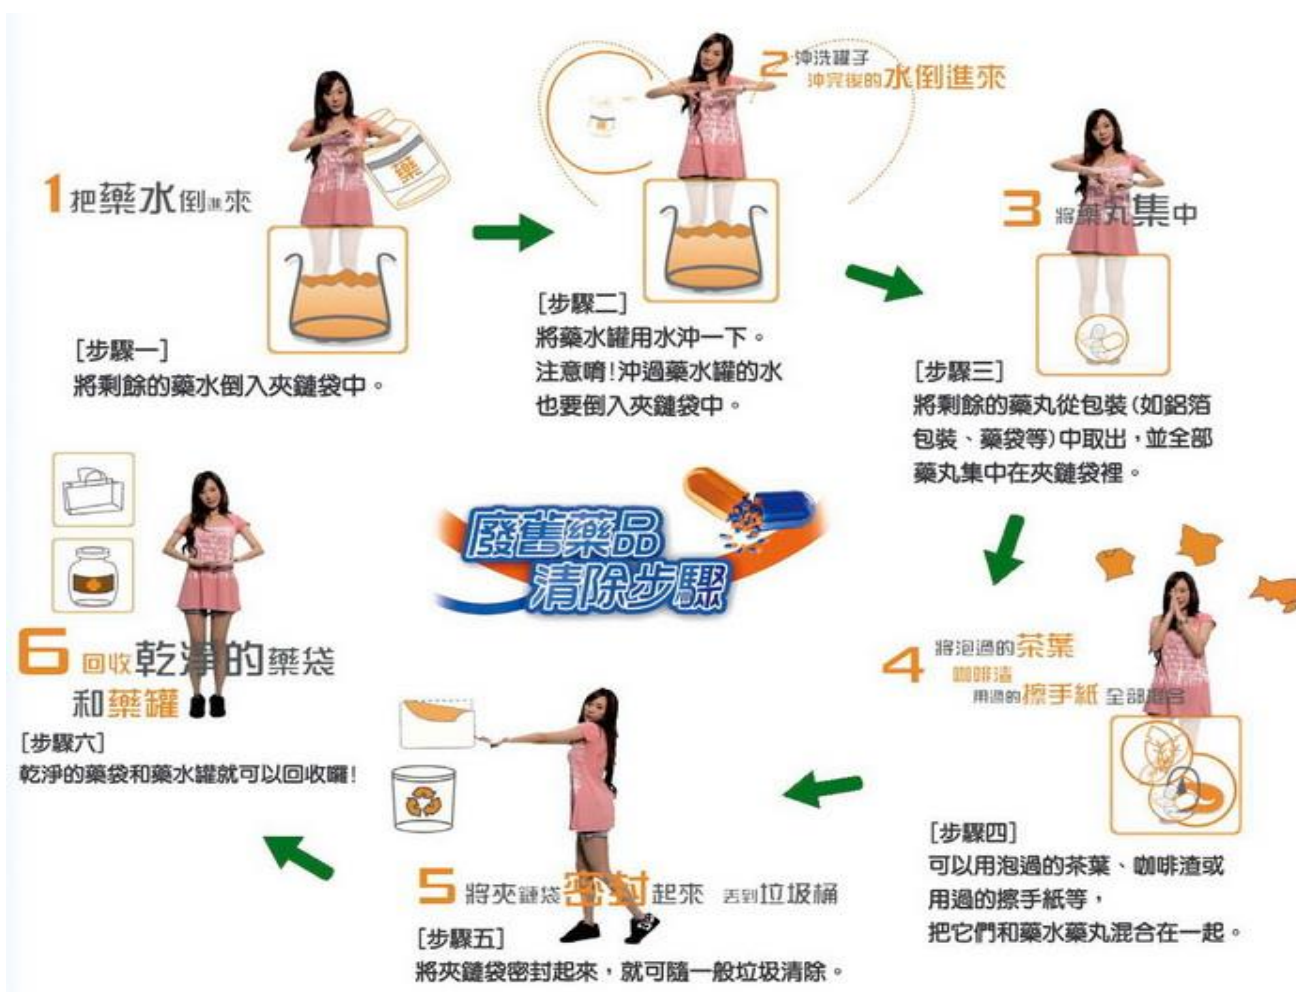 1把藥水倒進來
[步驟一]
將剩餘的藥水倒入夾鏈袋中。
藥
2沖洗罐子
沖完後的水倒進來
[步驟二]
將藥水罐用水沖一下。
注意唷!沖過藥水罐的水
也要倒入夾鏈袋中。
3 將藥丸集中
[步驟三]
將剩餘的藥丸從包裝(如鋁箔
包裝、藥袋等)中取出,並全部
藥丸集中在夾鏈袋裡。
廢舊藥品
清除步驟
4 將泡過的茶葉
咖啡渣
用過的擦手紙 全部混合
[步驟四]
可以用泡過的茶葉、咖啡渣或
用過的擦手紙等,
把它們和藥水藥丸混合在一起。
5 將夾鏈袋密封起來 丟到垃圾桶
[步驟五]
將夾鏈袋密封起來,就可隨一般垃圾清除。
6 回收乾淨的藥袋
和藥罐
[步驟六]
乾淨的藥袋和藥水罐就可以回收囉!